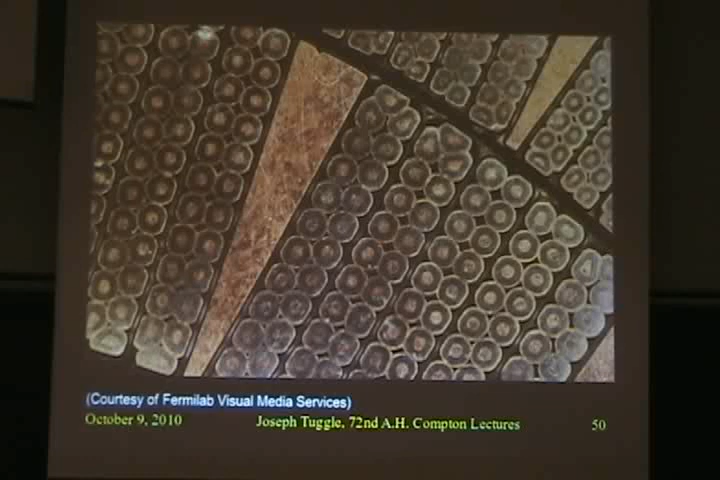 (Courtesy of Fermilab Visual Media Services)
October 9, 2010 Joseph Tuggle, 72nd A.H. Compton Lectures 50